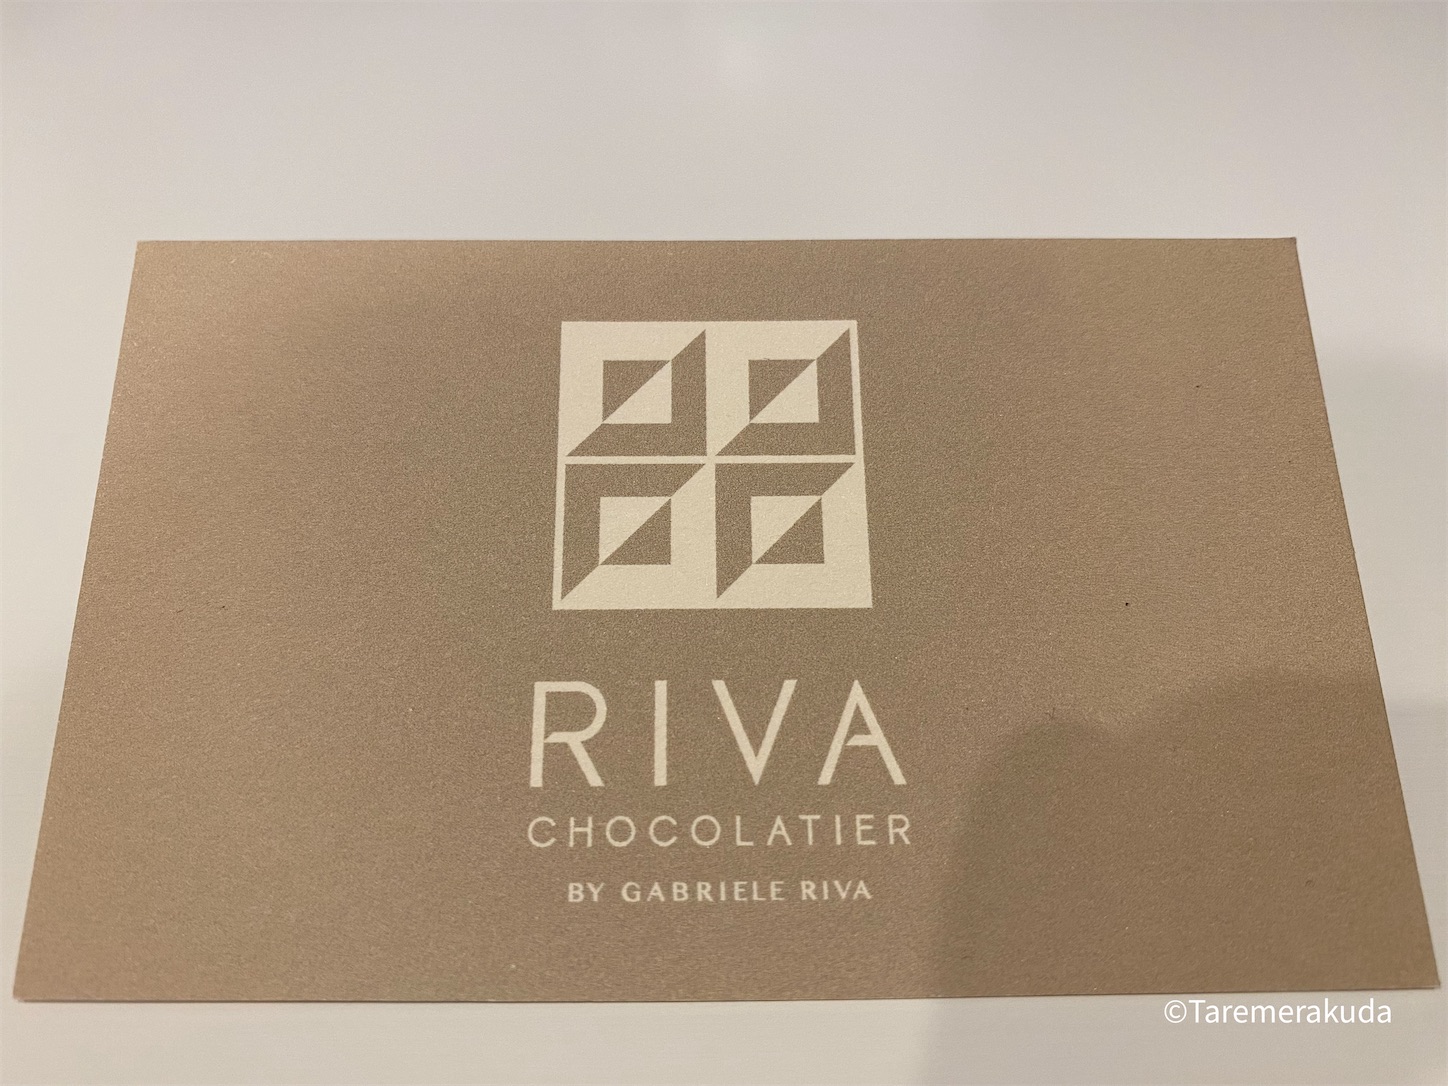 RIVA
CHOCOLATIER
BY GABRIELE RIVA
©Taremerakuda